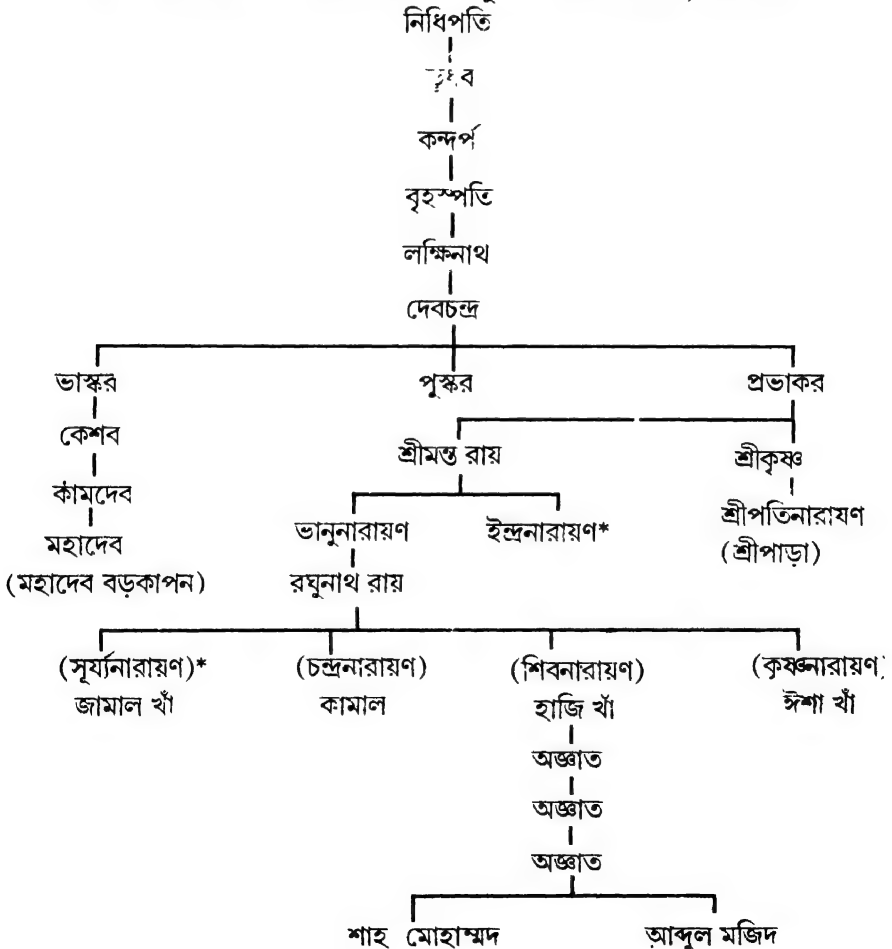 নিধিপতি
কন্দর্প
বৃহস্পতি
লক্ষিনাথ
দেবচন্দ্র
ভাস্কর পুস্কর প্রভাকর
কেশব শ্রীমন্ত রায় শ্রীকৃষ্ণ
কামদেব ভানুনারায়ণ ইন্দ্রনারায়ণ* শ্রীপতিনারাযণ
মহাদেব (শ্রীপাড়া)
(মহাদেব বড়কাপন) রঘুনাথ রায়
(সূর্য্যনারায়ণ)* (চন্দ্রনারায়ণ) (শিবনারায়ণ) (কৃষ্ণনারায়ণ)
জামাল খাঁ কামাল হাজি খাঁ ঈশা খাঁ
অজ্ঞাত
অজ্ঞাত
অজ্ঞাত
শাহ মোহাম্মদ আব্দুল মজিদ